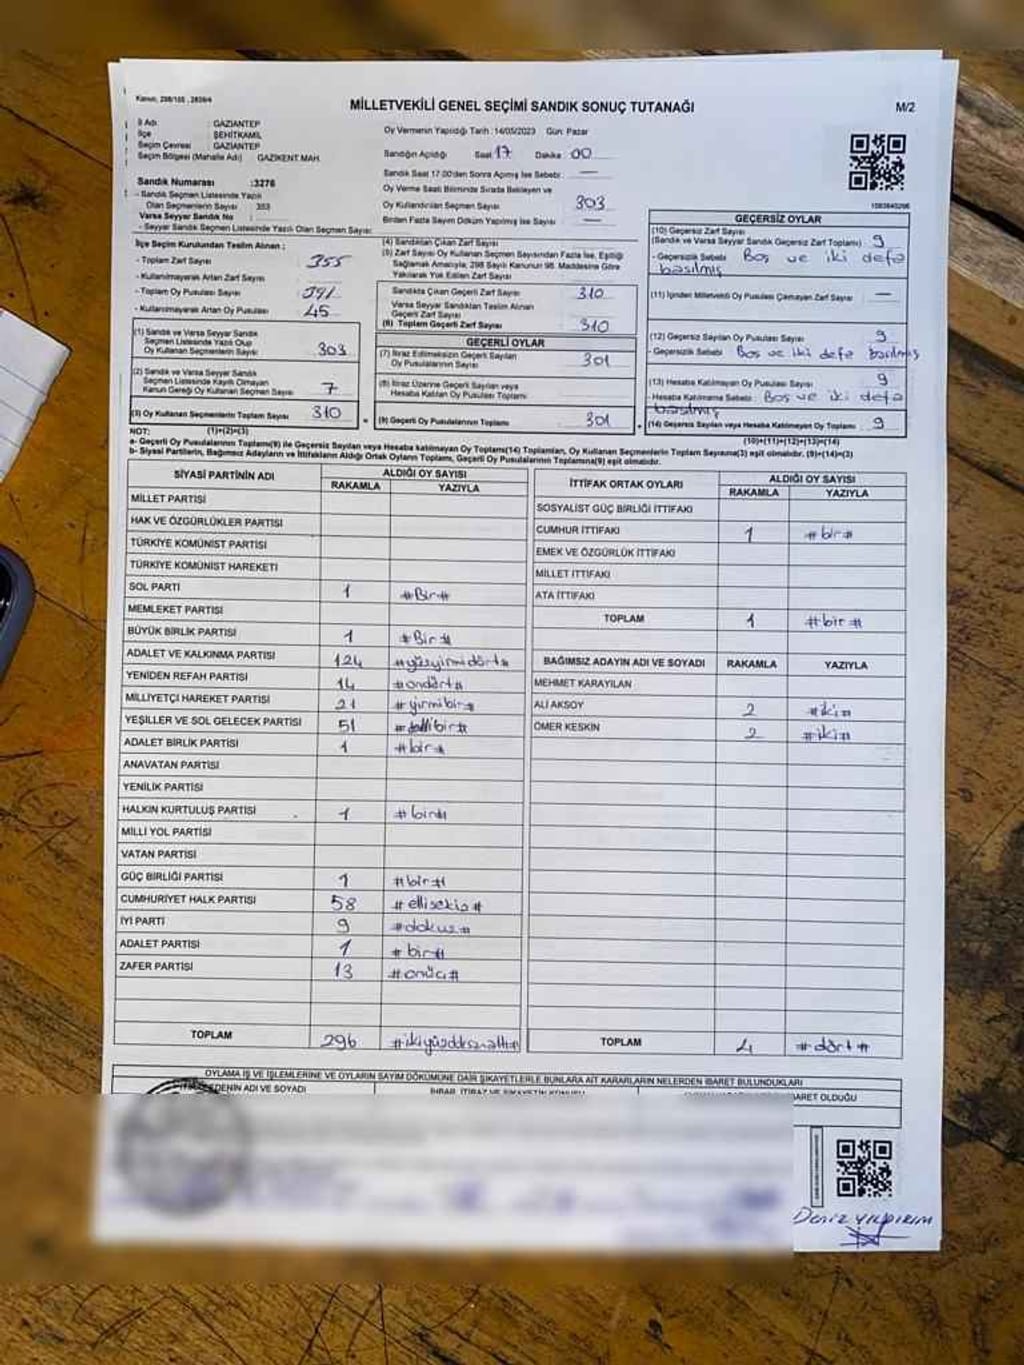 Kanun, 298/105 , 2839/4
MİLLETVEKİLİ GENEL SEÇİMİ SANDIK SONUÇ TUTANAĞI
M/2
İl Adı : GAZİANTEP
İlçe : ŞEHİTKAMİL
Seçim Çevresi : GAZİANTEP
Seçim Bölgesi (Mahalle Adı) GAZİKENT MAH.
Oy Vermenin Yapıldığı Tarih :14/05/2023 Gün: Pazar
Sandığın Açıldığı Saat 17 Dakika 00
Sandık Saat 17:00'den Sonra Açılmış İse Sebebi: —
Oy Verme Saati Bitiminde Sırada Bekleyen ve
Oy Kullandırılan Seçmen Sayısı 303
Birden Fazla Sayım Döküm Yapılmış İse Sayısı —
Sandık Numarası :3276
- Sandık Seçmen Listesinde Yazılı
Olan Seçmenlerin Sayısı 353
Varsa Seyyar Sandık No :
- Seyyar Sandık Seçmen Listesinde Yazılı Olan Seçmen Sayısı:
İlçe Seçim Kurulundan Teslim Alınan ;
- Toplam Zarf Sayısı 355
- Kullanılmayarak Artan Zarf Sayısı
- Toplam Oy Pusulası Sayısı 391
- Kullanılmayarak Artan Oy Pusulası 45
(1) Sandık ve Varsa Seyyar Sandık
Seçmen Listesinde Yazılı Olup
Oy Kullanan Seçmenlerin Sayısı 303
(2) Sandık ve Varsa Seyyar Sandık
Seçmen Listesinde Kayıtlı Olmayan
Kanun Gereği Oy Kullanan Seçmen Sayısı 7
(3) Oy Kullanan Seçmenlerin Toplam Sayısı 310
(1)+(2)=(3)
(4) Sandıktan Çıkan Zarf Sayısı
(5) Zarf Sayısı Oy Kullanan Seçmen Sayısından Fazla İse, Eşitliği
Sağlamak Amacıyla, 298 Sayılı Kanunun 98. Maddesine Göre
Yakılarak Yok Edilen Zarf Sayısı
Sandıkta Çıkan Geçerli Zarf Sayısı 310
Varsa Seyyar Sandıktan Teslim Alınan
Geçerli Zarf Sayısı
(6) Toplam Geçerli Zarf Sayısı 310
GEÇERLİ OYLAR
(7) İtiraz Edilmeksizin Geçerli Sayılan
Oy Pusulalarının Sayısı 301
(8) İtiraz Üzerine Geçerli Sayılan veya
Hesaba Katılan Oy Pusulası Toplamı
(9) Geçerli Oy Pusulalarının Toplamı 301
GEÇERSİZ OYLAR
(10) Geçersiz Zarf Sayısı
(Sandık ve Varsa Seyyar Sandık Geçersiz Zarf Toplamı) 9
- Geçersizlik Sebebi Boş ve iki defa
basılmış
(11) İçinden Milletvekili Oy Pusulası Çıkmayan Zarf Sayısı —
(12) Geçersiz Sayılan Oy Pusulası Sayısı 9
- Geçersizlik Sebebi Boş ve iki defa basılmış
(13) Hesaba Katılmayan Oy Pusulası Sayısı 9
- Hesaba Katılmama Sebebi Boş ve iki defa
basılmış
(14) Geçersiz Sayılan veya Hesaba Katılmayan Oy Toplamı 9
(10)+(11)+(12)+(13)=(14)
NOT:
a- Geçerli Oy Pusulalarının Toplamı(9) ile Geçersiz Sayılan veya Hesaba katılmayan Oy Toplamı(14) Toplamları, Oy Kullanan Seçmenlerin Toplam Sayısına(3) eşit olmalıdır. (9)+(14)=(3)
b- Siyasi Partilerin, Bağımsız Adayların ve İttifakların Aldığı Ortak Oyların Toplamı, Geçerli Oy Pusulalarının Toplamına(9) eşit olmalıdır.
SİYASİ PARTİNİN ADI ALDIĞI OY SAYISI
RAKAMLA YAZIYLA
MİLLET PARTİSİ
HAK VE ÖZGÜRLÜKLER PARTİSİ
TÜRKİYE KOMÜNİST PARTİSİ
TÜRKİYE KOMÜNİST HAREKETİ
SOL PARTİ 1 #Bir#
MEMLEKET PARTİSİ
BÜYÜK BİRLİK PARTİSİ 1 #Bir#
ADALET VE KALKINMA PARTİSİ 124 #yüzyirmidört#
YENİDEN REFAH PARTİSİ 14 #ondört#
MİLLİYETÇİ HAREKET PARTİSİ 21 #yirmibir#
YEŞİLLER VE SOL GELECEK PARTİSİ 51 #ellibir#
ADALET BİRLİK PARTİSİ 1 #bir#
ANAVATAN PARTİSİ
YENİLİK PARTİSİ
HALKIN KURTULUŞ PARTİSİ 1 #bir#
MİLLİ YOL PARTİSİ
VATAN PARTİSİ
GÜÇ BİRLİĞİ PARTİSİ 1 #bir#
CUMHURİYET HALK PARTİSİ 58 #ellisekiz#
İYİ PARTİ 9 #dokuz#
ADALET PARTİSİ 1 #bir#
ZAFER PARTİSİ 13 #onüç#
TOPLAM 296 #ikiyüzdoksanaltı#
İTTİFAK ORTAK OYLARI ALDIĞI OY SAYISI
RAKAMLA YAZIYLA
SOSYALİST GÜÇ BİRLİĞİ İTTİFAKI
CUMHUR İTTİFAKI 1 #bir#
EMEK VE ÖZGÜRLÜK İTTİFAKI
MİLLET İTTİFAKI
ATA İTTİFAKI
TOPLAM 1 #bir#
BAĞIMSIZ ADAYIN ADI VE SOYADI RAKAMLA YAZIYLA
MEHMET KARAYILAN
ALİ AKSOY 2 #iki#
ÖMER KESKİN 2 #iki#
TOPLAM 4 #dört#
OYLAMA İŞ VE İŞLEMLERİNE VE OYLARIN SAYIM DÖKÜMÜNE DAİR ŞİKAYETLERLE BUNLARA AİT KARARLARIN NELERDEN İBARET BULUNDUKLARI
EDENİN ADI VE SOYADI
BARET OLDUĞU
Deniz YILDIRIM